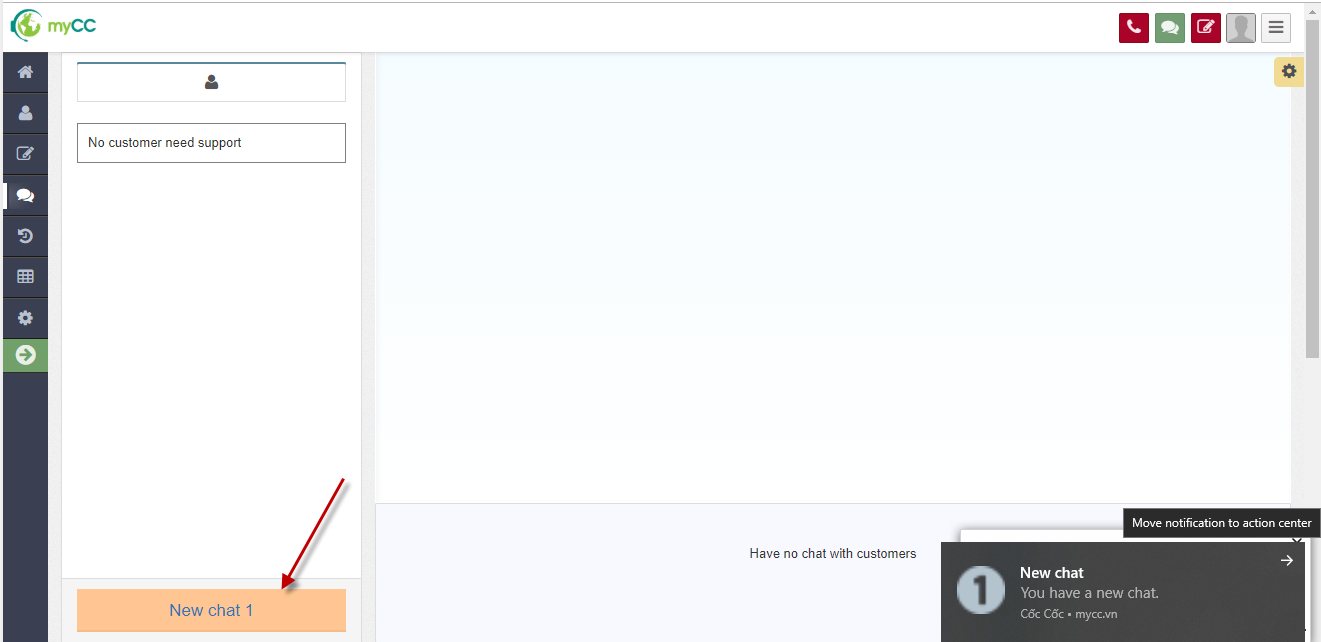 myCC
No customer need support
New chat 1
Have no chat with customers
Move notification to action center
1
New chat
You have a new chat.
Cốc Cốc • mycc.vn